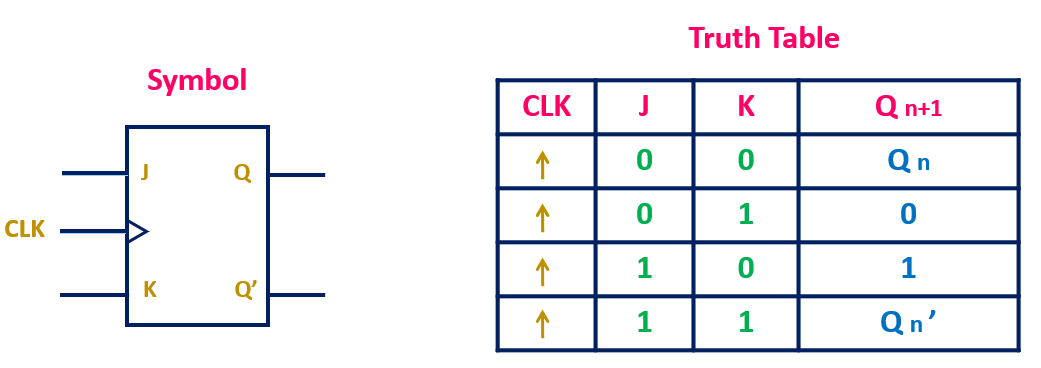 Symbol
J Q
CLK
K Q’
Truth Table
CLK J K Q n+1
↑ 0 0 Q n
↑ 0 1 0
↑ 1 0 1
↑ 1 1 Q n ’